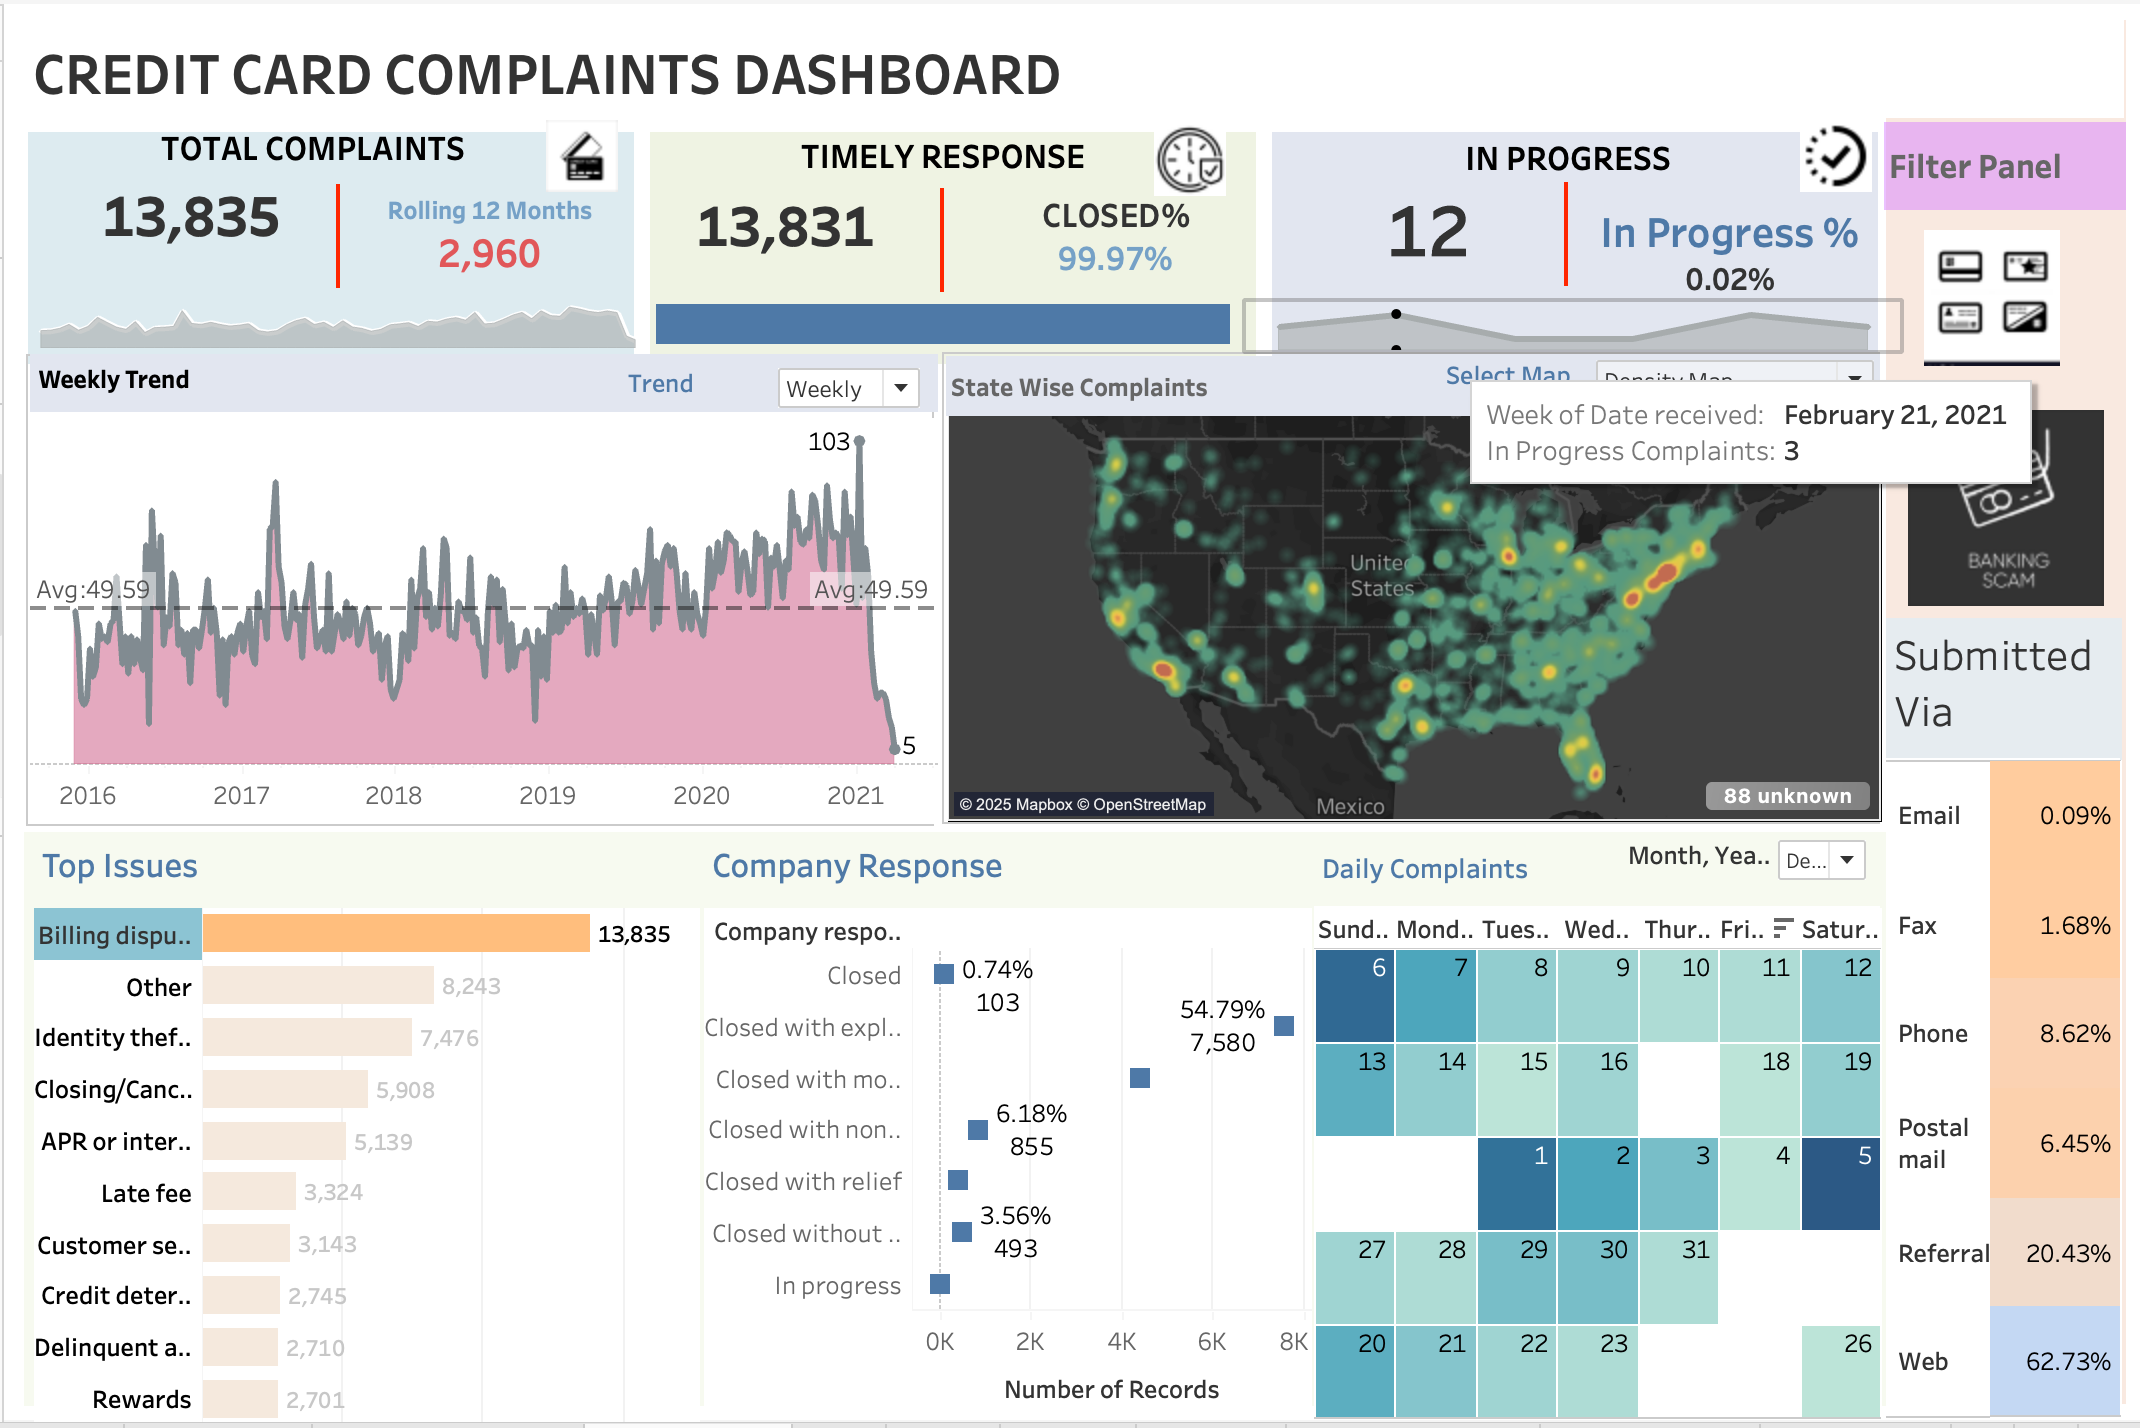 CREDIT CARD COMPLAINTS DASHBOARD
TOTAL COMPLAINTS
13,835
Rolling 12 Months
2,960
TIMELY RESPONSE
13,831
CLOSED%
99.97%
IN PROGRESS
12
In Progress %
0.02%
Filter Panel
Weekly Trend
Trend
Weekly
103
Avg:49.59
Avg:49.59
5
2016
2017
2018
2019
2020
2021
State Wise Complaints
Select Map
Density Map
Week of Date received: February 21, 2021
In Progress Complaints: 3
United
States
Mexico
© 2025 Mapbox © OpenStreetMap
88 unknown
BANKING
SCAM
Submitted
Via
Email 0.09%
Fax 1.68%
Phone 8.62%
Postal
mail 6.45%
Referral 20.43%
Web 62.73%
Top Issues
Billing dispu.. 13,835
Other 8,243
Identity thef.. 7,476
Closing/Canc.. 5,908
APR or inter.. 5,139
Late fee 3,324
Customer se.. 3,143
Credit deter.. 2,745
Delinquent a.. 2,710
Rewards 2,701
Company Response
Company respo..
Closed
0.74%
103
Closed with expl..
54.79%
7,580
Closed with mo..
Closed with non..
6.18%
855
Closed with relief
Closed without ..
3.56%
493
In progress
0K 2K 4K 6K 8K
Number of Records
Daily Complaints
Month, Yea..
De...
Sund.. Mond.. Tues.. Wed.. Thur.. Fri.. Satur..
6 7 8 9 10 11 12
13 14 15 16 18 19
1 2 3 4 5
27 28 29 30 31
20 21 22 23 26